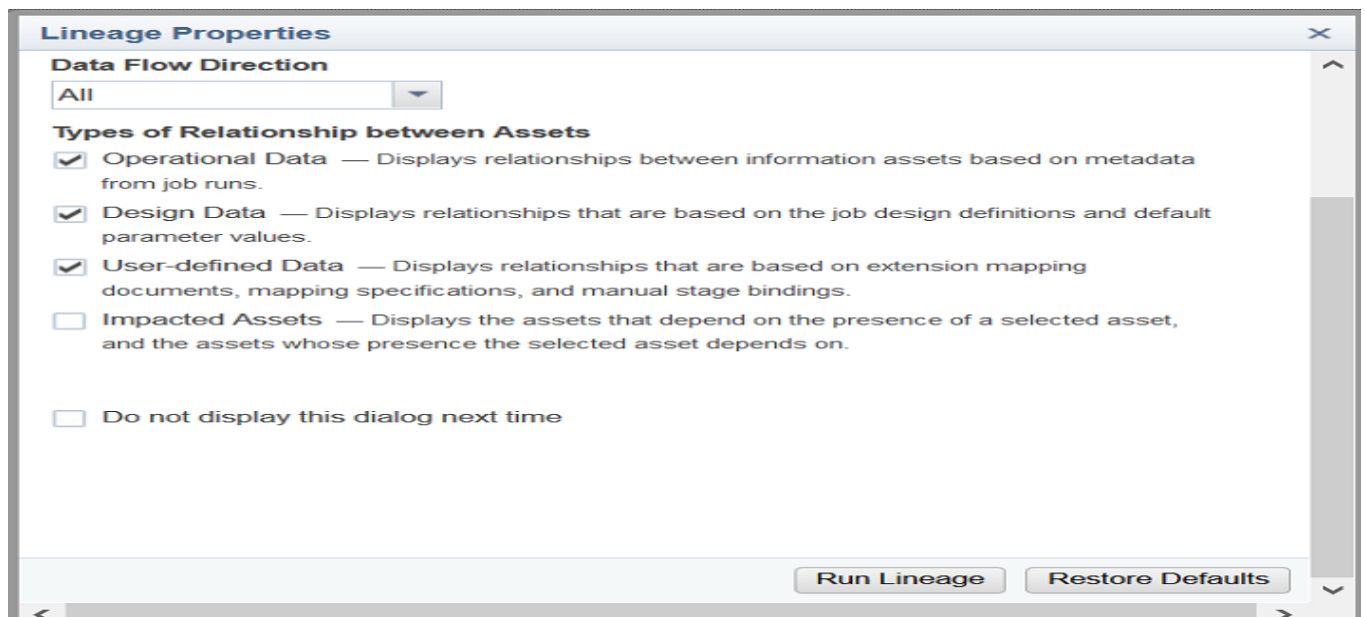 Lineage Properties
Data Flow Direction
All
Types of Relationship between Assets
Operational Data — Displays relationships between information assets based on metadata
from job runs.
Design Data — Displays relationships that are based on the job design definitions and default
parameter values.
User-defined Data — Displays relationships that are based on extension mapping
documents, mapping specifications, and manual stage bindings.
Impacted Assets — Displays the assets that depend on the presence of a selected asset,
and the assets whose presence the selected asset depends on.
Do not display this dialog next time
Run Lineage Restore Defaults